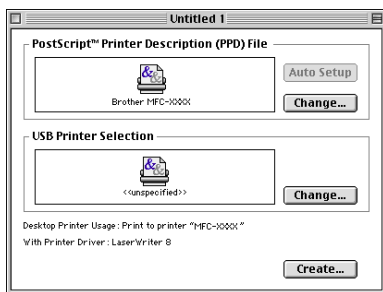 Untitled 1
PostScript™ Printer Description (PPD) File
Auto Setup
Brother MFC-XXXX
Change...
USB Printer Selection
<<unspecified>>
Change...
Desktop Printer Usage: Print to printer "MFC-XXXX"
With Printer Driver: LaserWriter 8
Create...